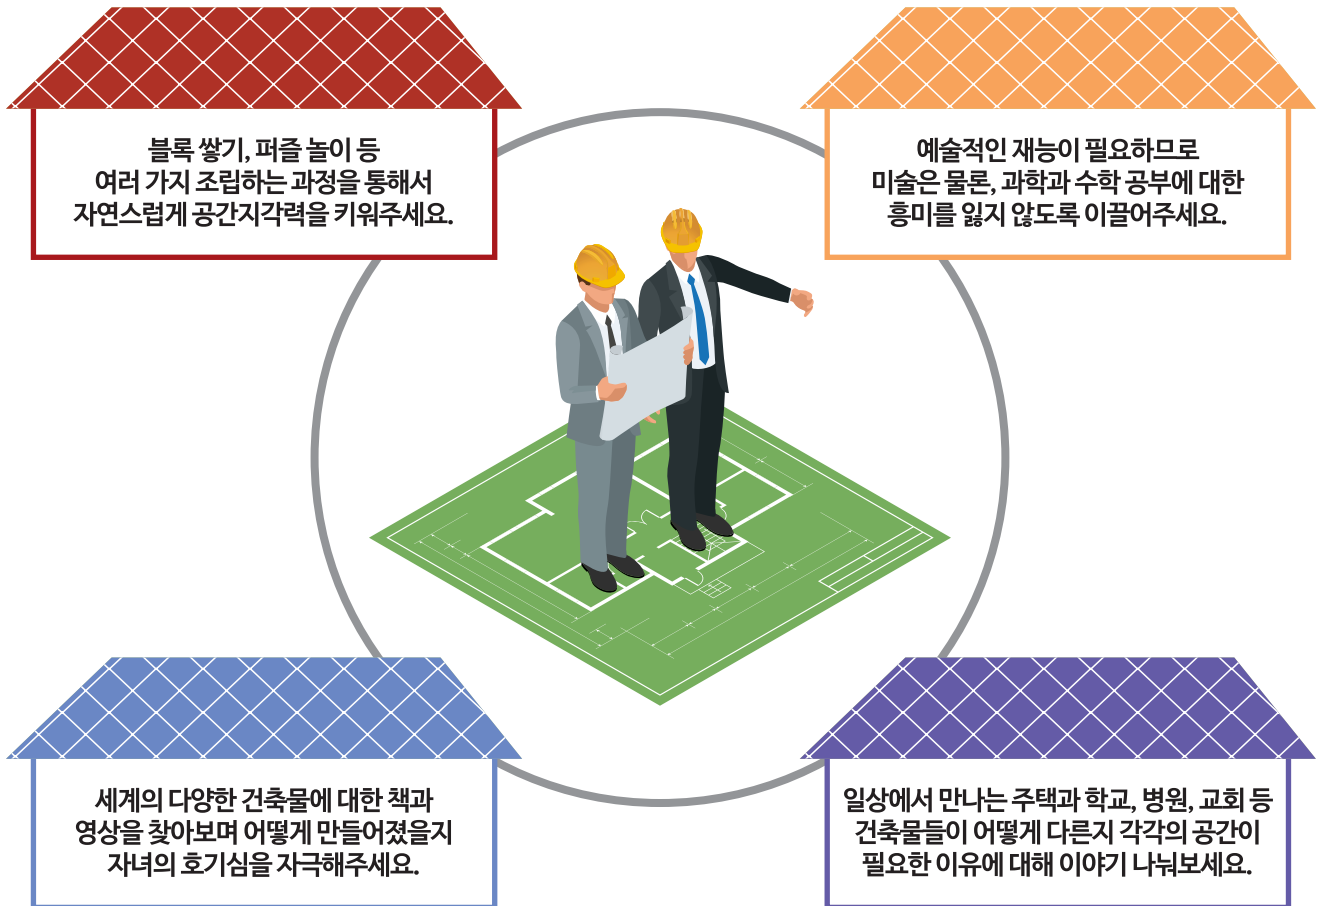 블록 쌓기, 퍼즐 놀이 등
여러 가지 조립하는 과정을 통해서
자연스럽게 공간지각력을 키워주세요.
예술적인 재능이 필요하므로
미술은 물론, 과학과 수학 공부에 대한
흥미를 잃지 않도록 이끌어주세요.
세계의 다양한 건축물에 대한 책과
영상을 찾아보며 어떻게 만들어졌을지
자녀의 호기심을 자극해주세요.
일상에서 만나는 주택과 학교, 병원, 교회 등
건축물들이 어떻게 다른지 각각의 공간이
필요한 이유에 대해 이야기 나눠보세요.